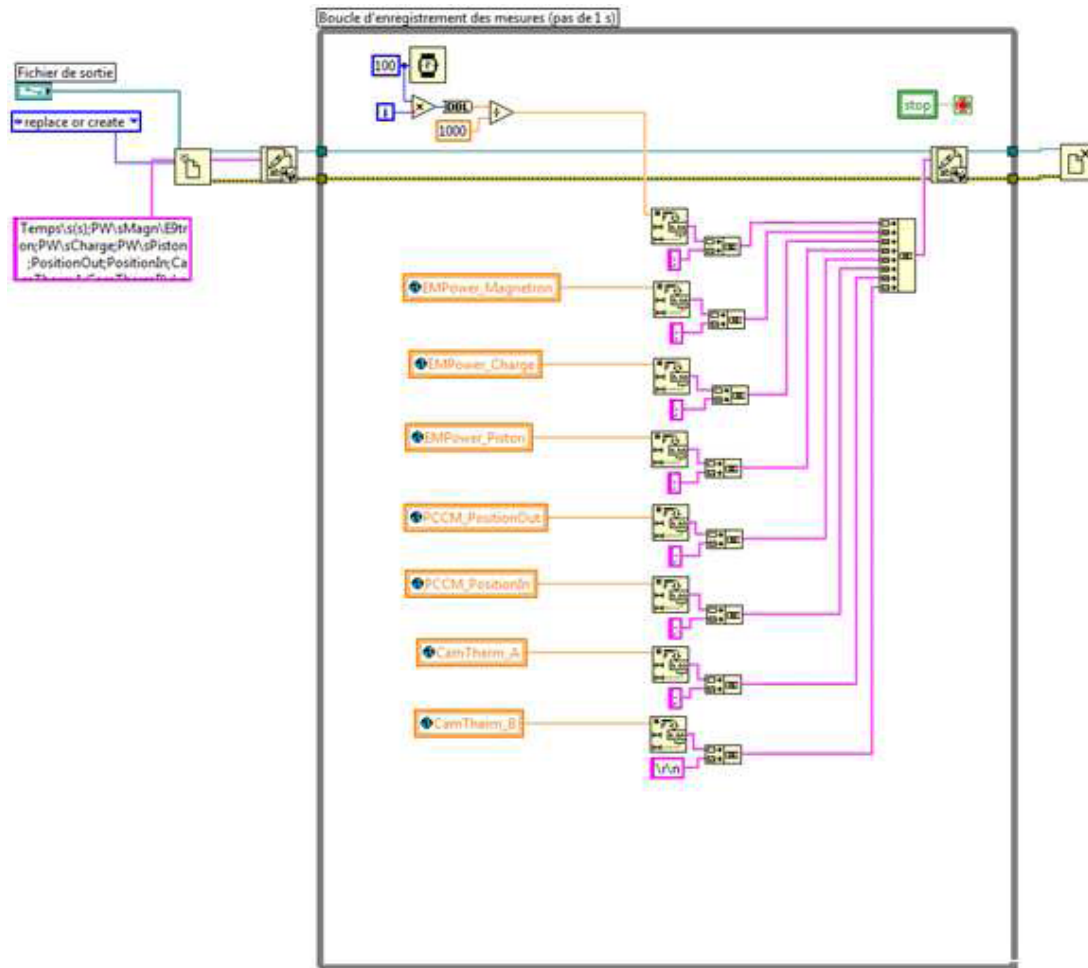 Boucle d'enregistrement des mesures (pas de 1 s)
100
Fichier de sortie
replace or create
i
DBL
1000
stop
Temps\s(s);PW\sMagn\E9tr
on;PW\sCharge;PW\sPiston
;PositionOut;PositionIn;Ca
;
EMPower_Magnetron
;
EMPower_Charge
;
EMPower_Piston
;
PCCM_PositionOut
;
PCCM_PositionIn
;
CamTherm_A
;
CamTherm_B
\r\n